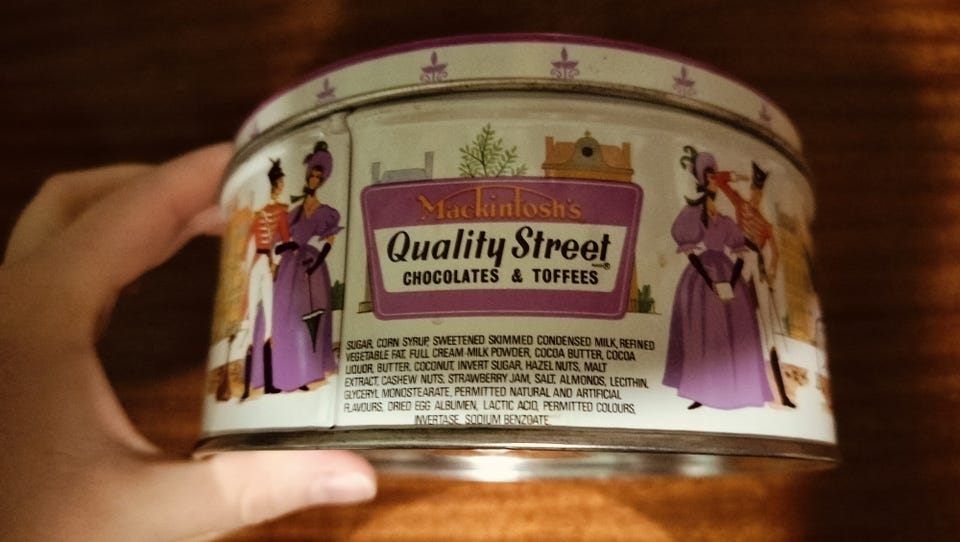 Mackintosh's
Quality Street
MADE ®
CHOCOLATES & TOFFEES
SUGAR, CORN SYRUP, SWEETENED SKIMMED CONDENSED MILK, REFINED
VEGETABLE FAT, FULL CREAM MILK POWDER, COCOA BUTTER, COCOA
LIQUOR, BUTTER, COCONUT, INVERT SUGAR, HAZEL NUTS, MALT
EXTRACT, CASHEW NUTS, STRAWBERRY JAM, SALT, ALMONDS, LECITHIN,
GLYCERYL MONOSTEARATE, PERMITTED NATURAL AND ARTIFICIAL
FLAVOURS, DRIED EGG ALBUMEN, LACTIC ACID, PERMITTED COLOURS,
INVERTASE, SODIUM BENZOATE